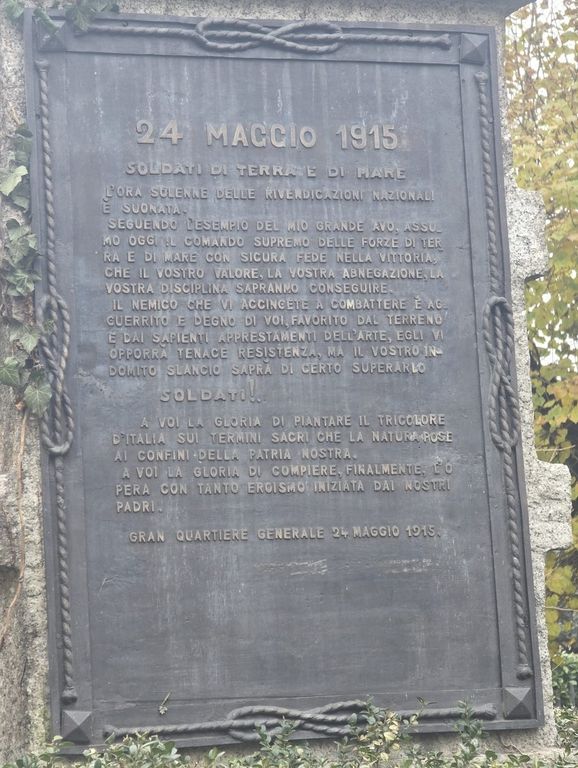 24 MAGGIO 1915
SOLDATI DI TERRA E DI MARE
L'ORA SOLENNE DELLE RIVENDICAZIONI NAZIONALI
È SUONATA.
SEGUENDO L'ESEMPIO DEL MIO GRANDE AVO, ASSU-
MO OGGI IL COMANDO SUPREMO DELLE FORZE DI TER
RA E DI MARE CON SICURA FEDE NELLA VITTORIA,
CHE IL VOSTRO VALORE, LA VOSTRA ABNEGAZIONE, LA
VOSTRA DISCIPLINA SAPRANNO CONSEGUIRE.
IL NEMICO CHE VI ACCINGETE A COMBATTERE È AG-
GUERRITO E DEGNO DI VOI, FAVORITO DAL TERRENO
E DAI SAPIENTI APPRESTAMENTI DELL'ARTE, EGLI VI
OPPORRÀ TENACE RESISTENZA, MA IL VOSTRO IN-
DOMITO SLANCIO SAPRÀ DI CERTO SUPERARLO
SOLDATI!.
A VOI LA GLORIA DI PIANTARE IL TRICOLORE
D'ITALIA SUI TERMINI SACRI CHE LA NATURA POSE
AI CONFINI DELLA PATRIA NOSTRA.
A VOI LA GLORIA DI COMPIERE, FINALMENTE, L'O
PERA CON TANTO EROISMO INIZIATA DAI NOSTRI
PADRI.
GRAN QUARTIERE GENERALE 24 MAGGIO 1915.